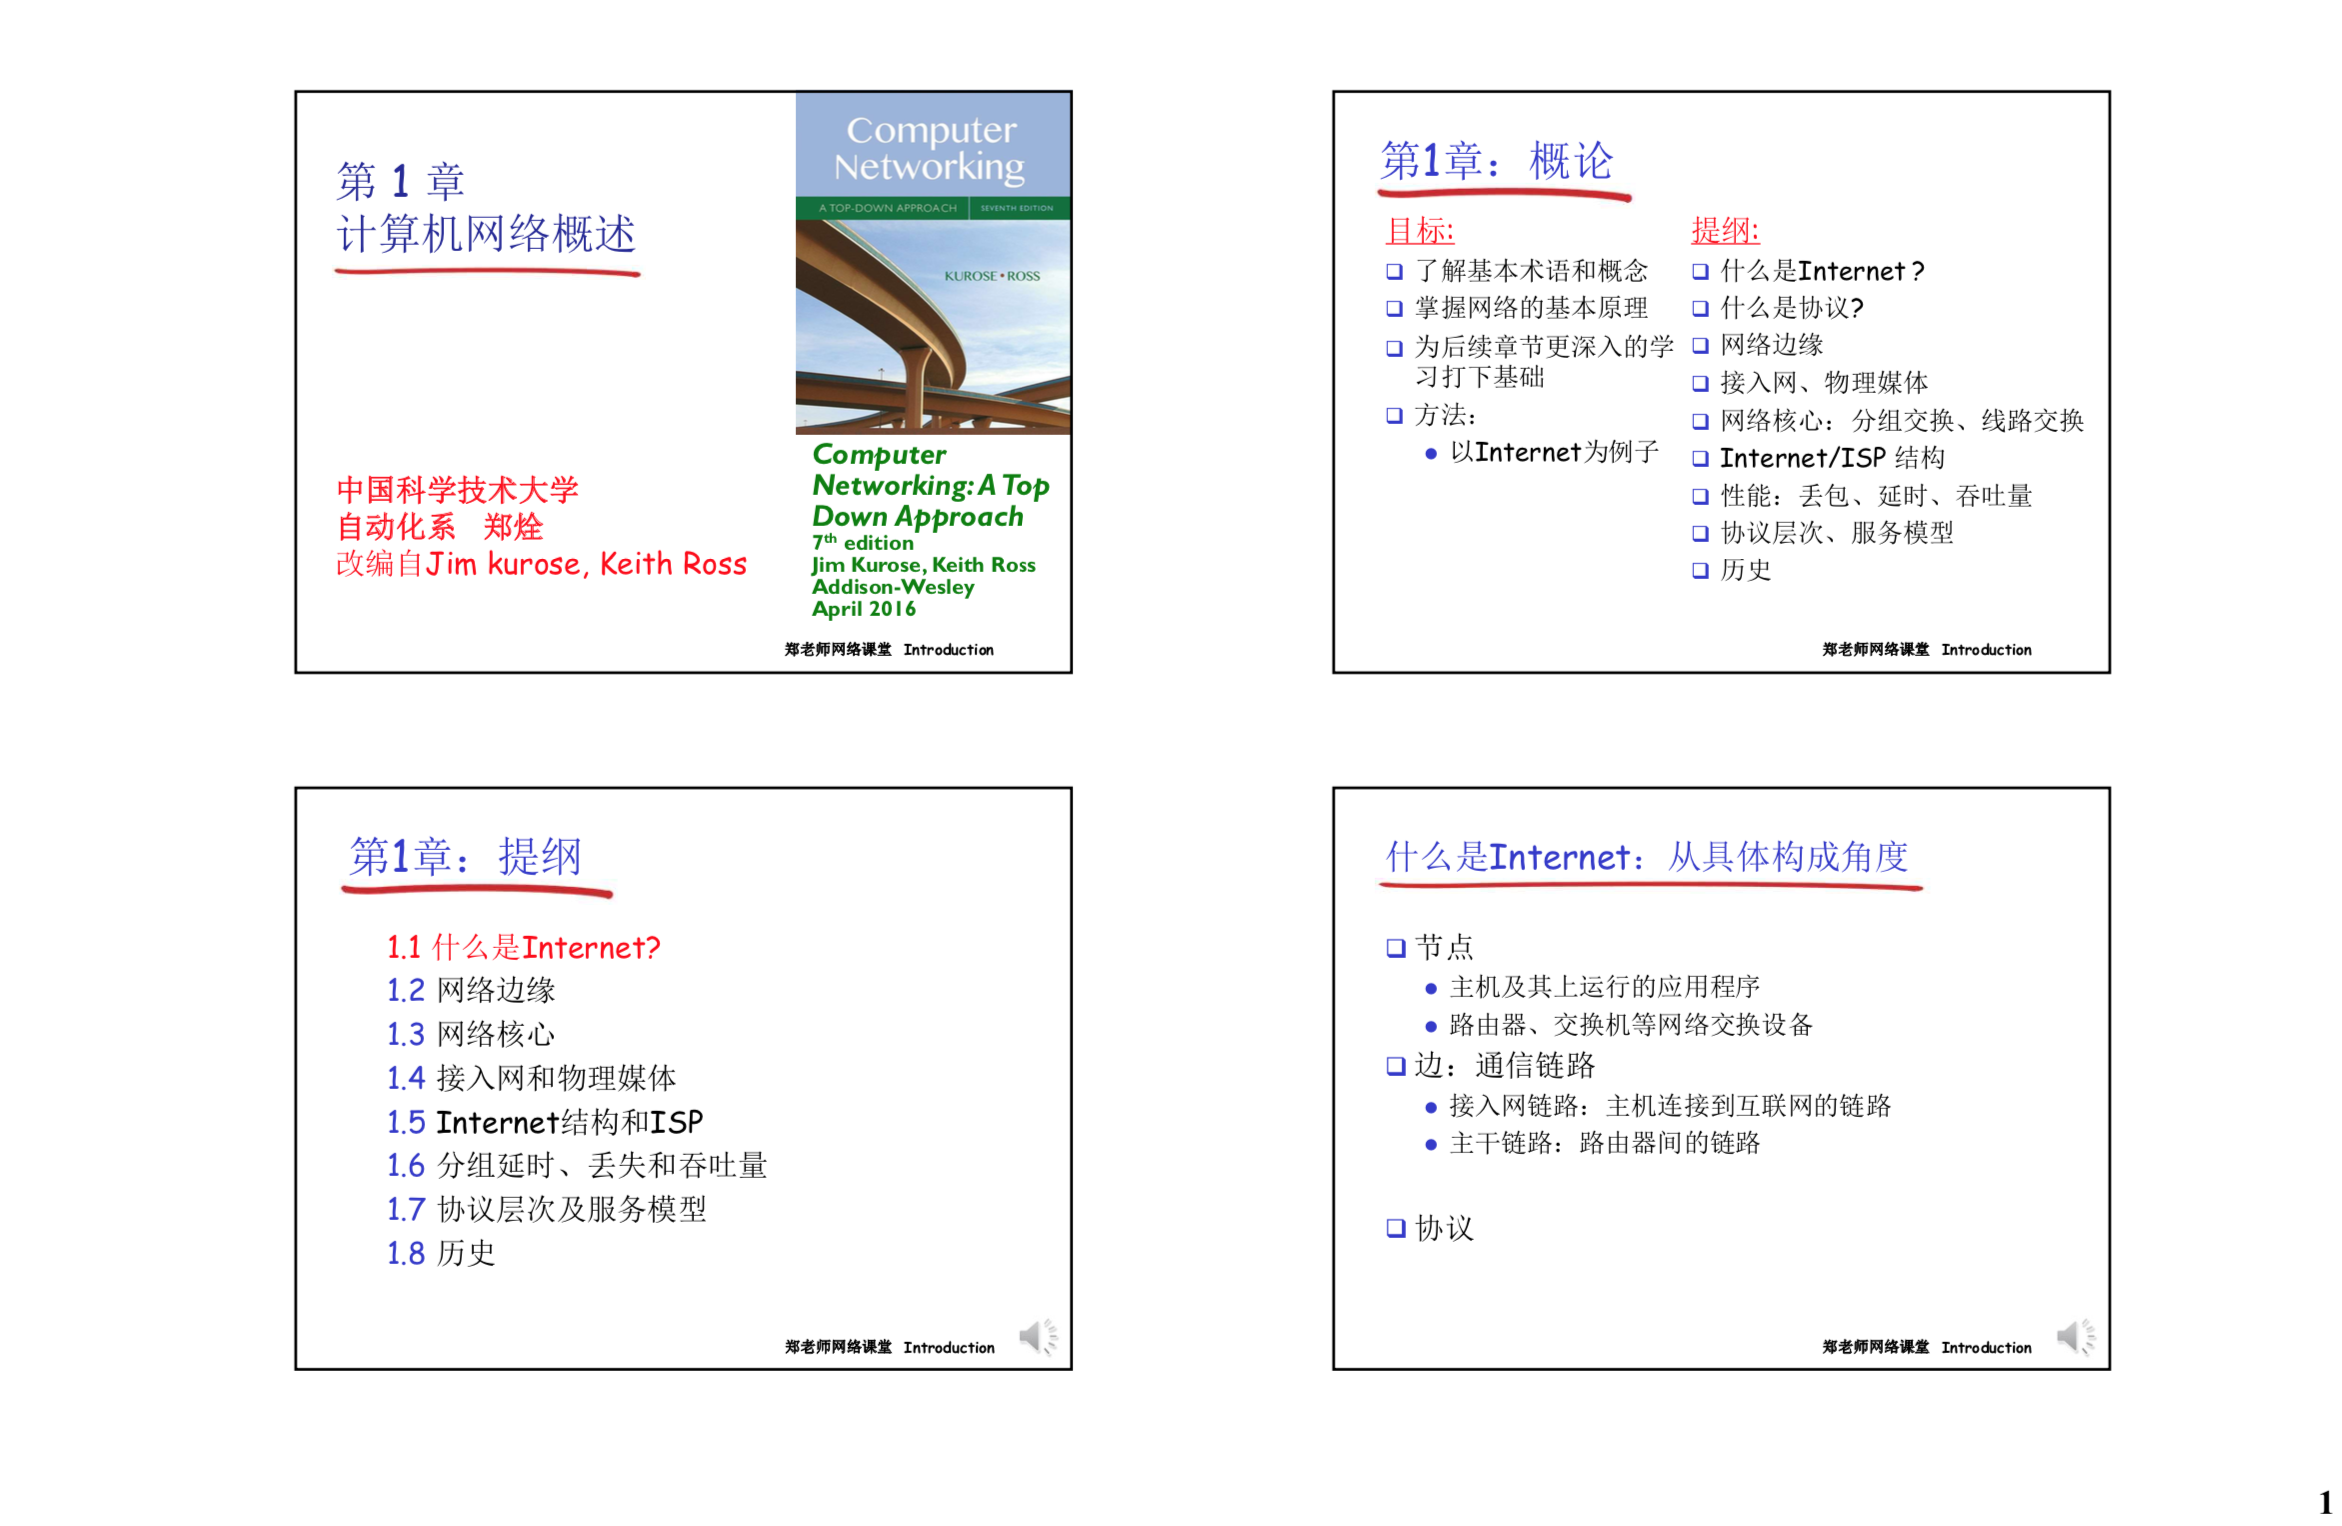 第 1 章
计算机网络概述
中国科学技术大学
自动化系 郑烇
改编自Jim kurose, Keith Ross
Computer
Networking
A TOP-DOWN APPROACH SEVENTH EDITION
KUROSE • ROSS
Computer
Networking: A Top
Down Approach
7th edition
Jim Kurose, Keith Ross
Addison-Wesley
April 2016
郑老师网络课堂 Introduction
第1章：概论
目标:
❑ 了解基本术语和概念
❑ 掌握网络的基本原理
❑ 为后续章节更深入的学
习打下基础
❑ 方法：
● 以Internet为例子
提纲:
❑ 什么是Internet？
❑ 什么是协议?
❑ 网络边缘
❑ 接入网、物理媒体
❑ 网络核心：分组交换、线路交换
❑ Internet/ISP 结构
❑ 性能：丢包、延时、吞吐量
❑ 协议层次、服务模型
❑ 历史
郑老师网络课堂 Introduction
第1章：提纲
1.1 什么是Internet?
1.2 网络边缘
1.3 网络核心
1.4 接入网和物理媒体
1.5 Internet结构和ISP
1.6 分组延时、丢失和吞吐量
1.7 协议层次及服务模型
1.8 历史
郑老师网络课堂 Introduction
什么是Internet：从具体构成角度
❑ 节点
● 主机及其上运行的应用程序
● 路由器、交换机等网络交换设备
❑ 边：通信链路
● 接入网链路：主机连接到互联网的链路
● 主干链路：路由器间的链路
❑ 协议
郑老师网络课堂 Introduction
1